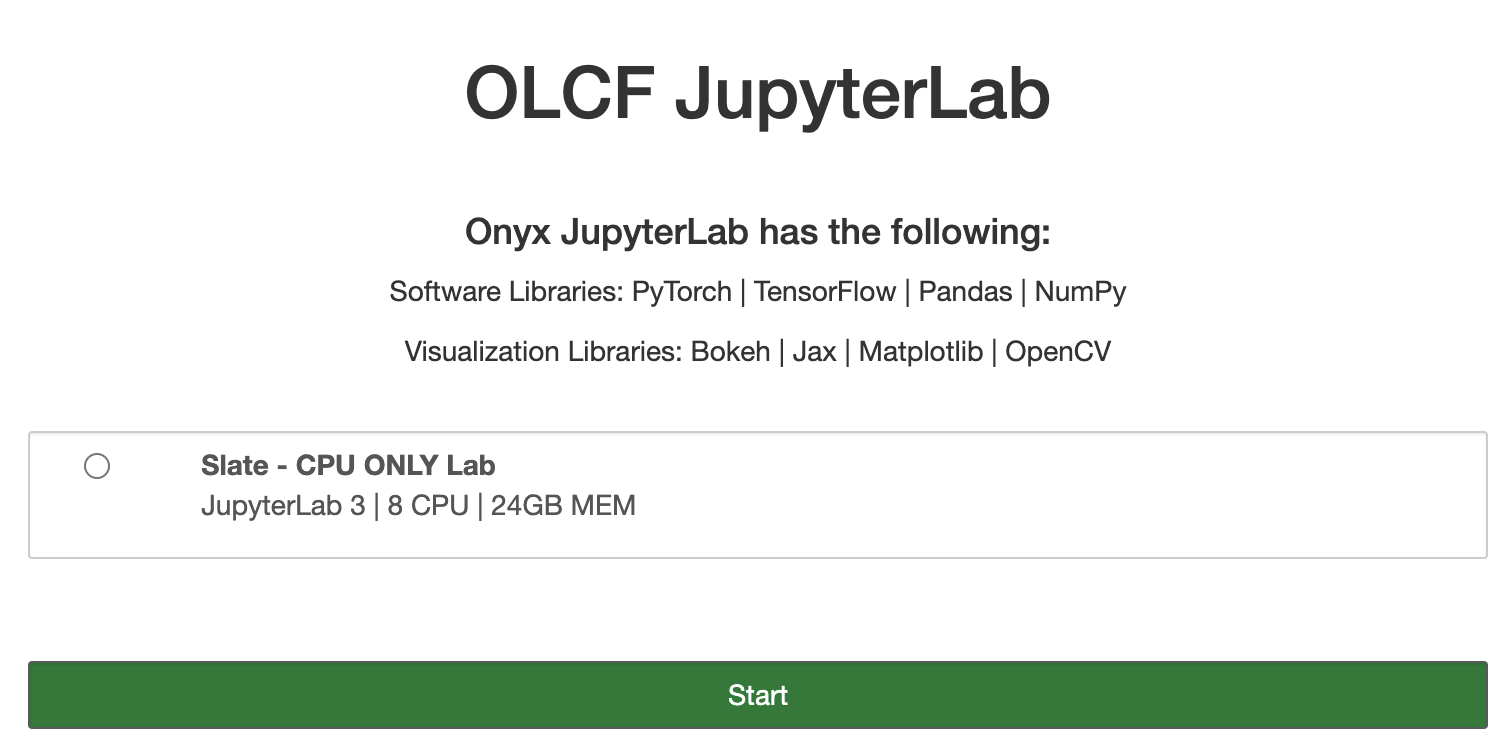 OLCF JupyterLab
Onyx JupyterLab has the following:
Software Libraries: PyTorch | TensorFlow | Pandas | NumPy
Visualization Libraries: Bokeh | Jax | Matplotlib | OpenCV
Slate - CPU ONLY Lab
JupyterLab 3 | 8 CPU | 24GB MEM
Start